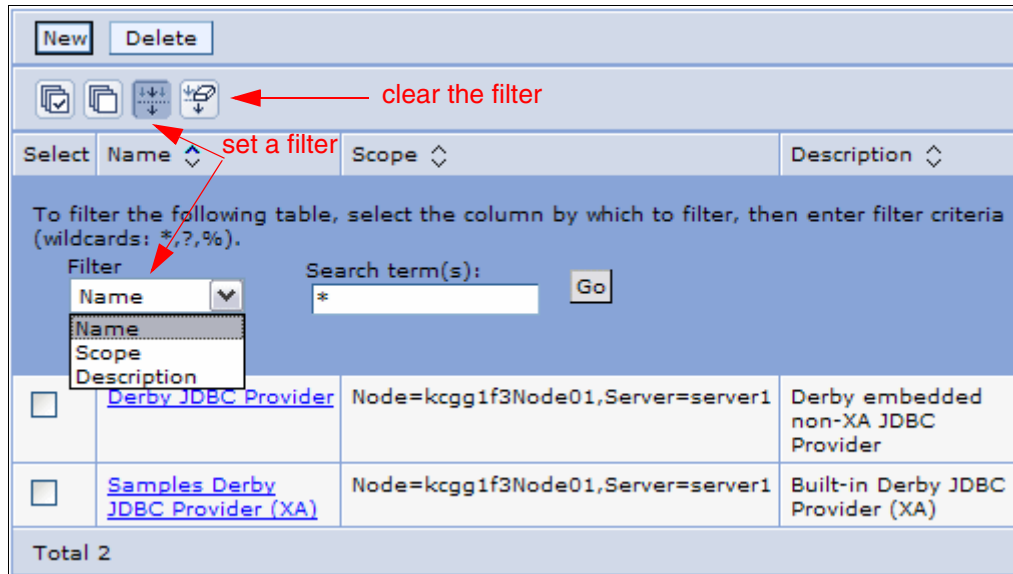 New Delete
clear the filter
set a filter
Select Name Scope Description
To filter the following table, select the column by which to filter, then enter filter criteria
(wildcards: *,?,%).
Filter Search term(s):
Name * Go
Name
Scope
Description
Derby JDBC Provider Node=kcgg1f3Node01,Server=server1 Derby embedded
non-XA JDBC
Provider
Samples Derby Node=kcgg1f3Node01,Server=server1 Built-in Derby JDBC
JDBC Provider (XA) Provider (XA)
Total 2